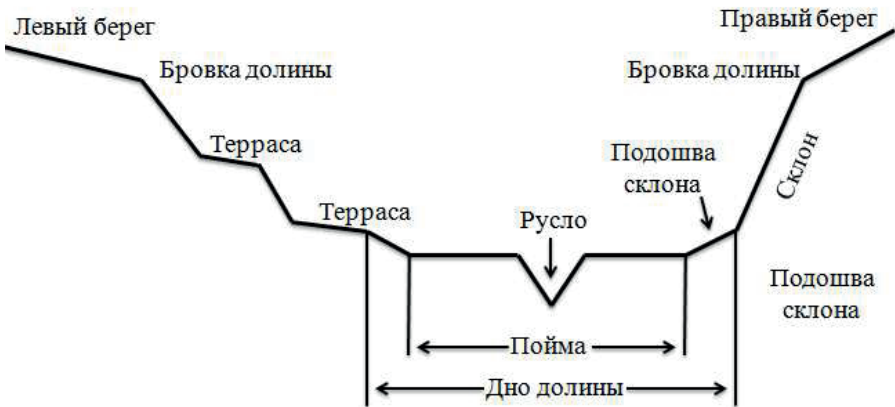 Левый берег
Правый берег
Бровка долины
Бровка долины
Терраса
Подошва
склона
Склон
Терраса
Русло
Подошва
склона
Пойма
Дно долины